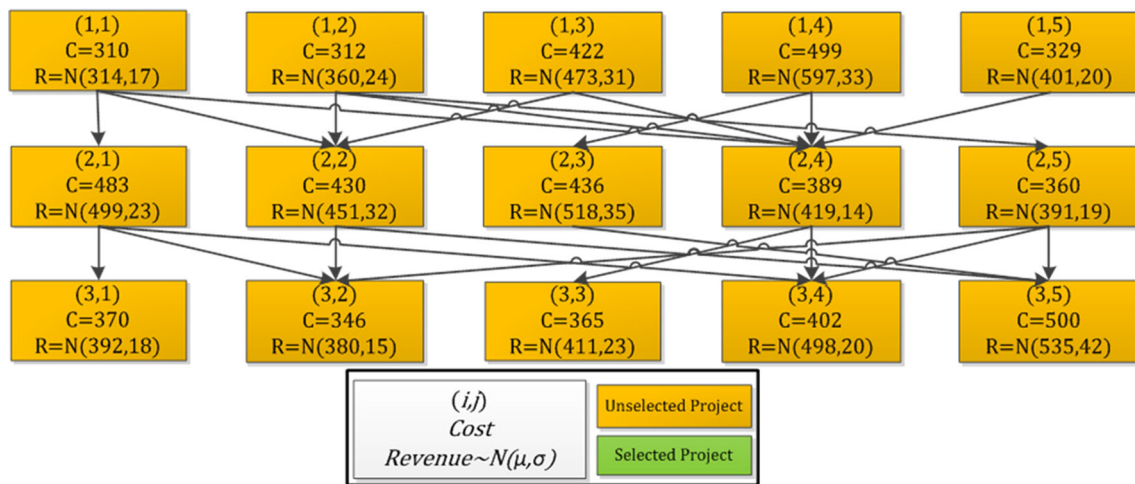 (1,1)
C=310
R=N(314,17)
(1,2)
C=312
R=N(360,24)
(1,3)
C=422
R=N(473,31)
(1,4)
C=499
R=N(597,33)
(1,5)
C=329
R=N(401,20)
(2,1)
C=483
R=N(499,23)
(2,2)
C=430
R=N(451,32)
(2,3)
C=436
R=N(518,35)
(2,4)
C=389
R=N(419,14)
(2,5)
C=360
R=N(391,19)
(3,1)
C=370
R=N(392,18)
(3,2)
C=346
R=N(380,15)
(3,3)
C=365
R=N(411,23)
(3,4)
C=402
R=N(498,20)
(3,5)
C=500
R=N(535,42)
(i,j)
Cost
Revenue~N(μ,σ)
Unselected Project
Selected Project